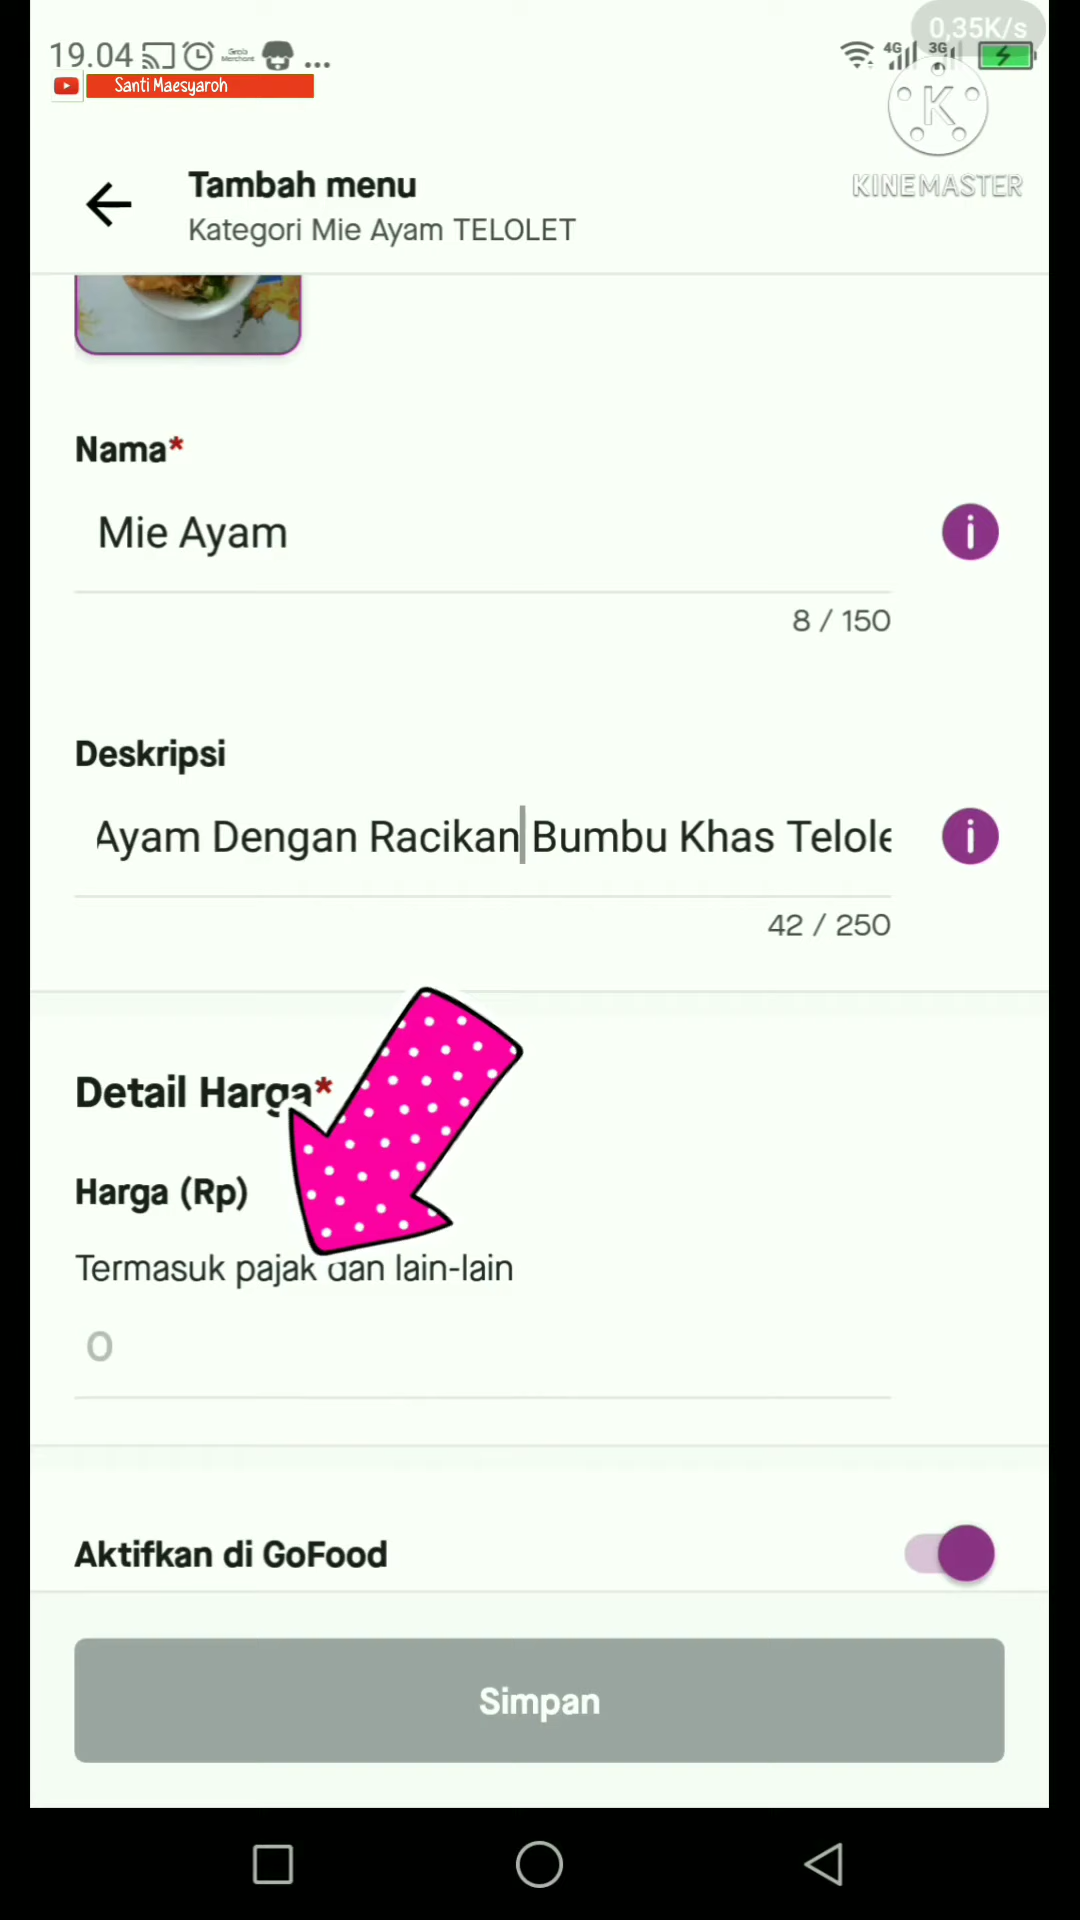 0,35K/s
19.04
4G
3G
Santi Maesyaroh
K
KINEMASTER
Tambah menu
Kategori Mie Ayam TELOLET
Nama*
Mie Ayam
i
8 / 150
Deskripsi
Ayam Dengan Racikan Bumbu Khas Telole
i
42 / 250
Detail Harga*
Harga (Rp)
Termasuk pajak dan lain-lain
0
Aktifkan di GoFood
Simpan